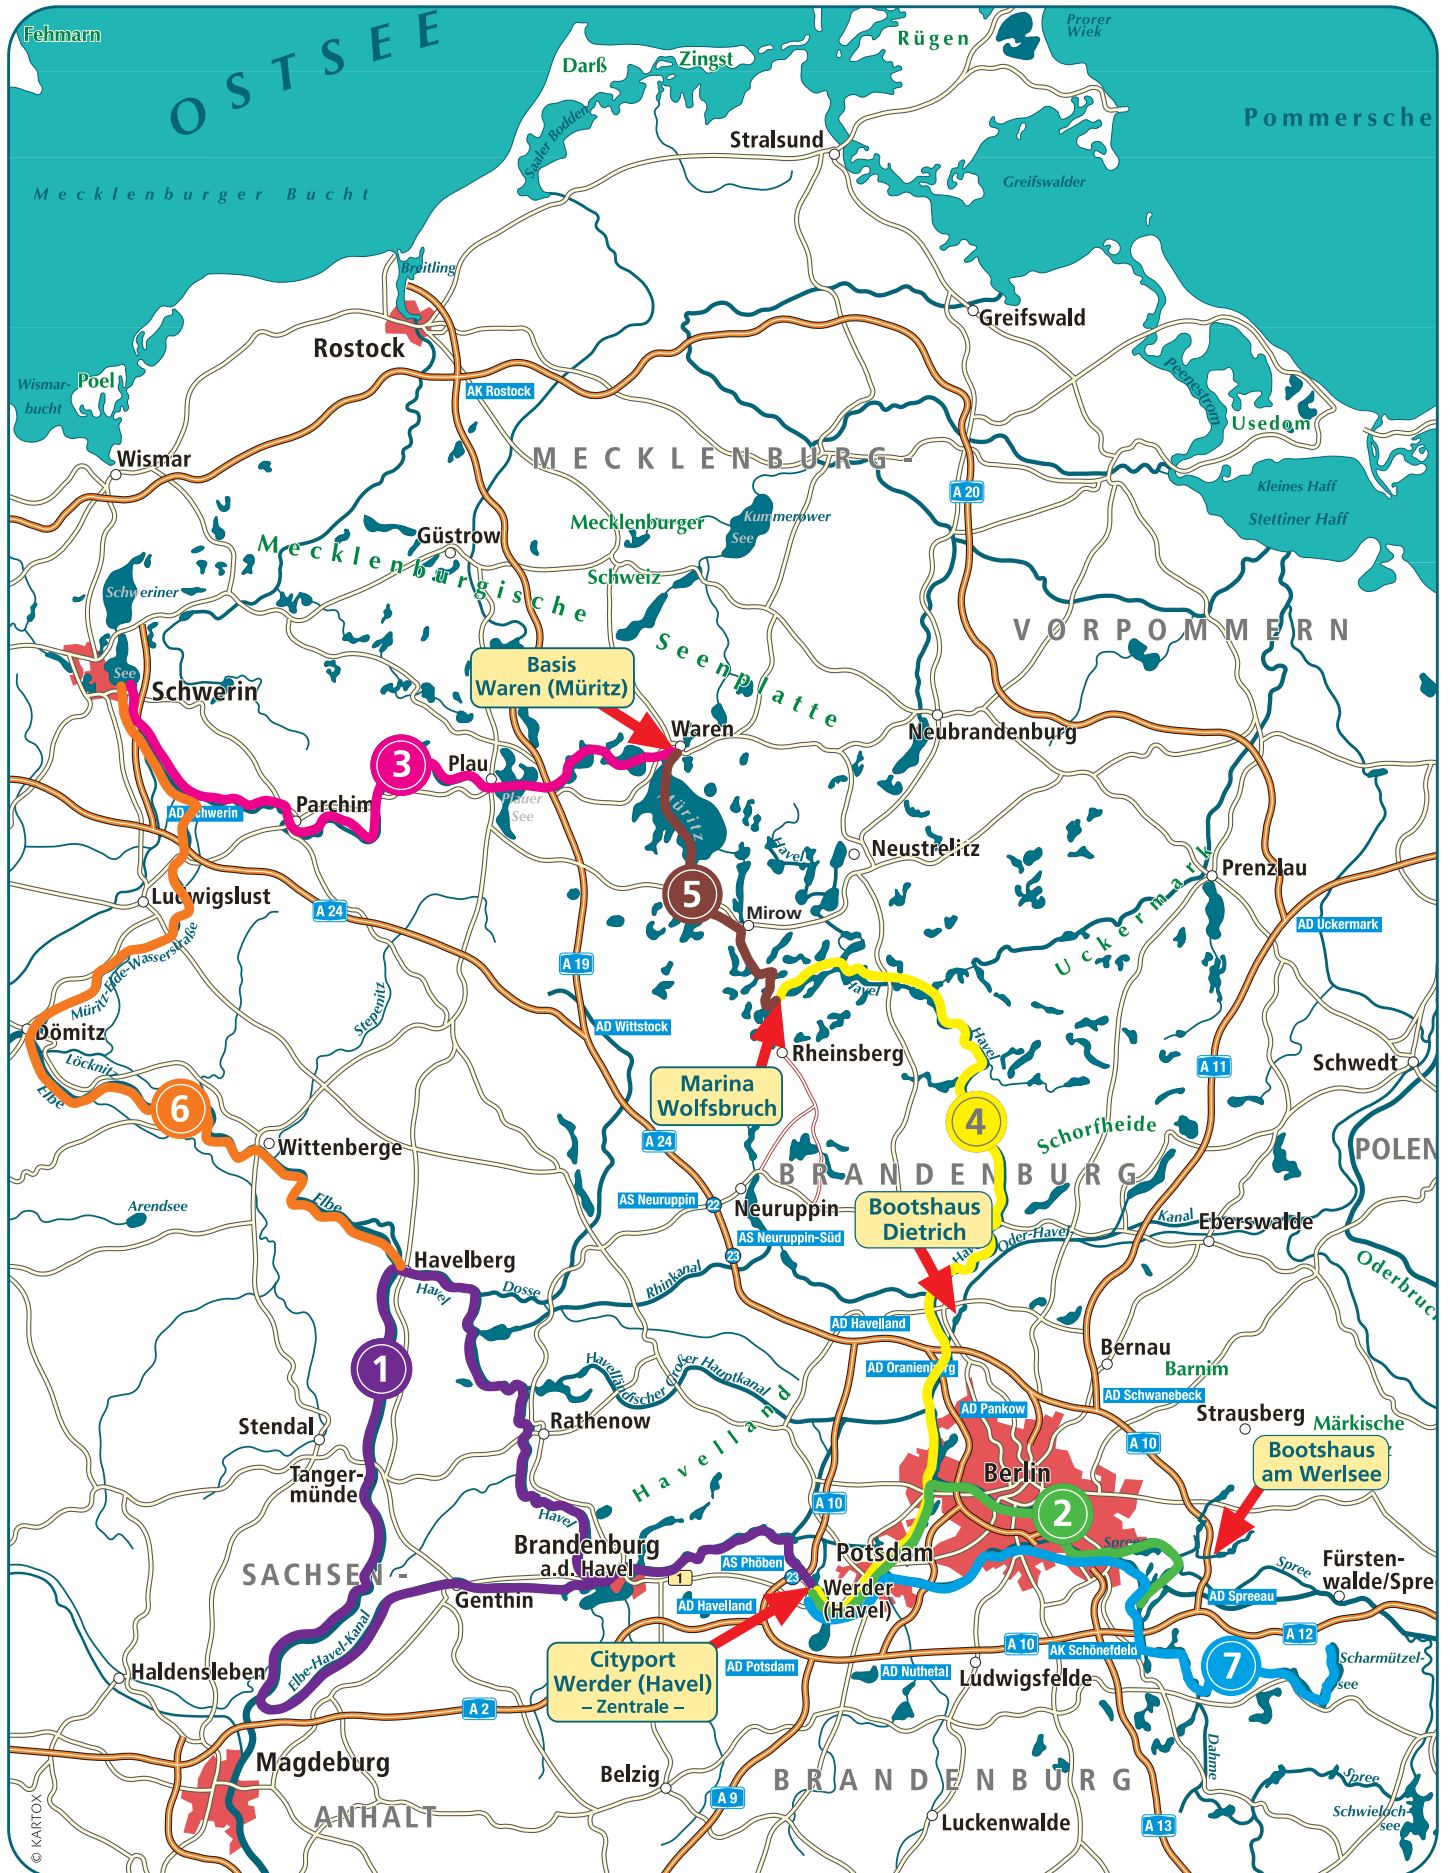 Fehmarn
OSTSEE
Darß
Zingst
Rügen
Prorer
Wiek
Pommersche
Saaler Bodden
Stralsund
Greifswalder
Mecklenburger Bucht
Breitling
Rostock
Greifswald
Wismar-
bucht
Poel
AK Rostock
Peenestrom
Usedom
Wismar
MECKLENBURG-
A 20
Kleines Haff
Stettiner Haff
Güstrow
Mecklenburger
Schweiz
Kummerower
See
Mecklenburgische
Seenplatte
Schweriner
See
Schwerin
VORPOMMERN
Basis
Waren (Müritz)
Waren
Neubrandenburg
3
Plau
Plauer
See
Müritz
Parchim
AD Schwerin
Havel
Neustrelitz
Prenzlau
Uckermark
Ludwigslust
A 24
5
Mirow
AD Uckermark
Müritz-Elde-Wasserstraße
A 19
Havel
Stepenitz
Dömitz
AD Wittstock
Havel
Löcknitz
Elbe
Rheinsberg
Schwedt
A 11
Marina
Wolfsbruch
6
4
Schorfheide
Wittenberge
A 24
POLEN
BRANDENBURG
Arendsee
Elbe
AS Neuruppin
22
Neuruppin
Bootshaus
Dietrich
Kanal
Eberswalde
AS Neuruppin-Süd
23
Havel
Oder-Havel-
Oderbruch
Havelberg
Havel
Dosse
Rhinkanal
AD Havelland
Bernau
Barnim
1
Havelländischer Großer Hauptkanal
AD Oranienburg
AD Schwanebeck
Havelland
AD Pankow
Strausberg
Märkische
Stendal
Rathenow
A 10
Bootshaus
am Werlsee
Tanger-
münde
Berlin
A 10
2
Havel
Spree
Brandenburg
a.d. Havel
AS Phöben
23
Potsdam
Spree
Fürsten-
walde/Spre
SACHSEN-
1
Genthin
AD Havelland
Werder
(Havel)
AD Spreeau
A 12
A 10
AK Schönefeld
Elbe-Havel-Kanal
Haldensleben
Cityport
Werder (Havel)
– Zentrale –
AD Potsdam
AD Nuthetal
Ludwigsfelde
7
Scharmützel-
see
A 2
Dahme
Magdeburg
Belzig
BRANDENBURG
Spree
A 9
Schwieloch-
see
ANHALT
Luckenwalde
A 13
© KARTOX